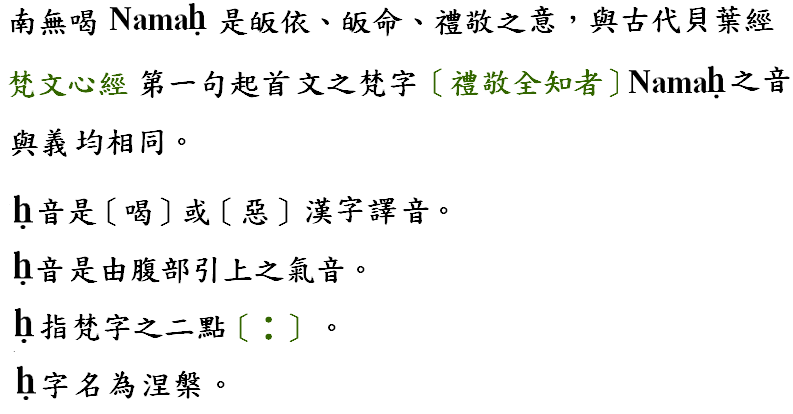 南無喝 Namaḥ 是皈依、皈命、禮敬之意，與古代貝葉經
梵文心經 第一句起首文之梵字〔禮敬全知者〕Namaḥ之音
與義均相同。
ḥ音是〔喝〕或〔惡〕漢字譯音。
ḥ音是由腹部引上之氣音。
ḥ指梵字之二點〔：〕。
ḥ字名為涅槃。